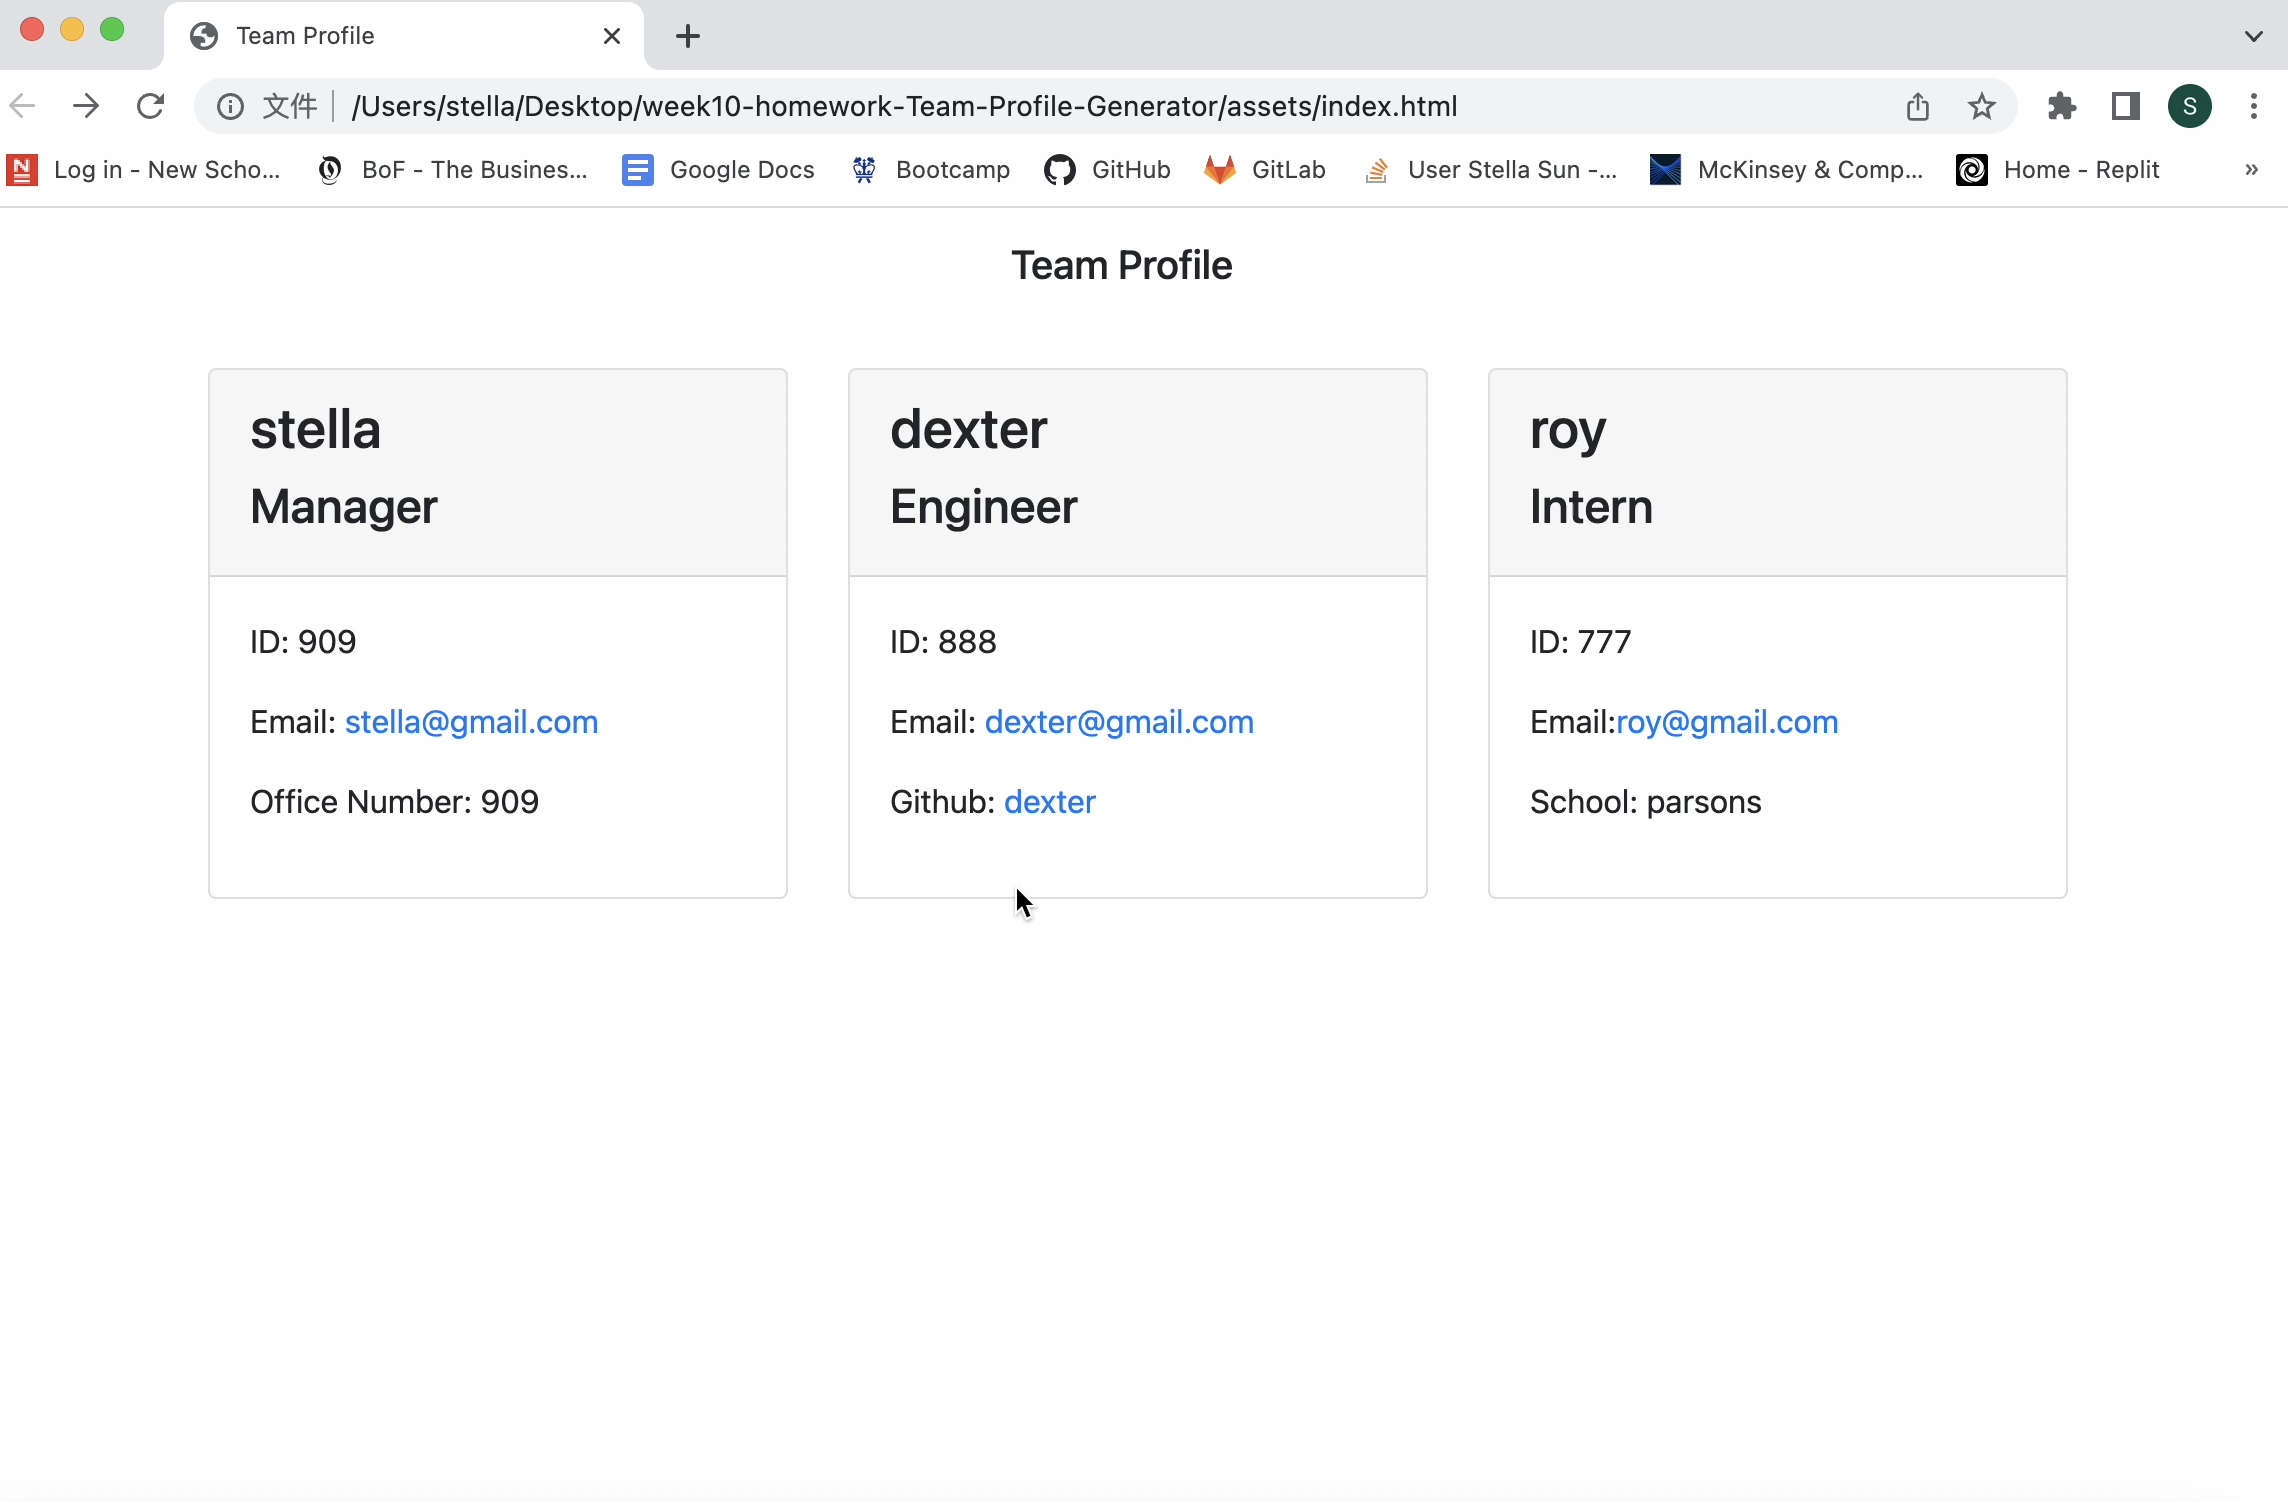 Team Profile
文件 /Users/stella/Desktop/week10-homework-Team-Profile-Generator/assets/index.html S
Log in - New Scho... BoF - The Busines... Google Docs Bootcamp GitHub GitLab User Stella Sun -... McKinsey & Comp... Home - Replit »
Team Profile
stella
Manager
ID: 909
Email: stella@gmail.com
Office Number: 909
dexter
Engineer
ID: 888
Email: dexter@gmail.com
Github: dexter
roy
Intern
ID: 777
Email:roy@gmail.com
School: parsons